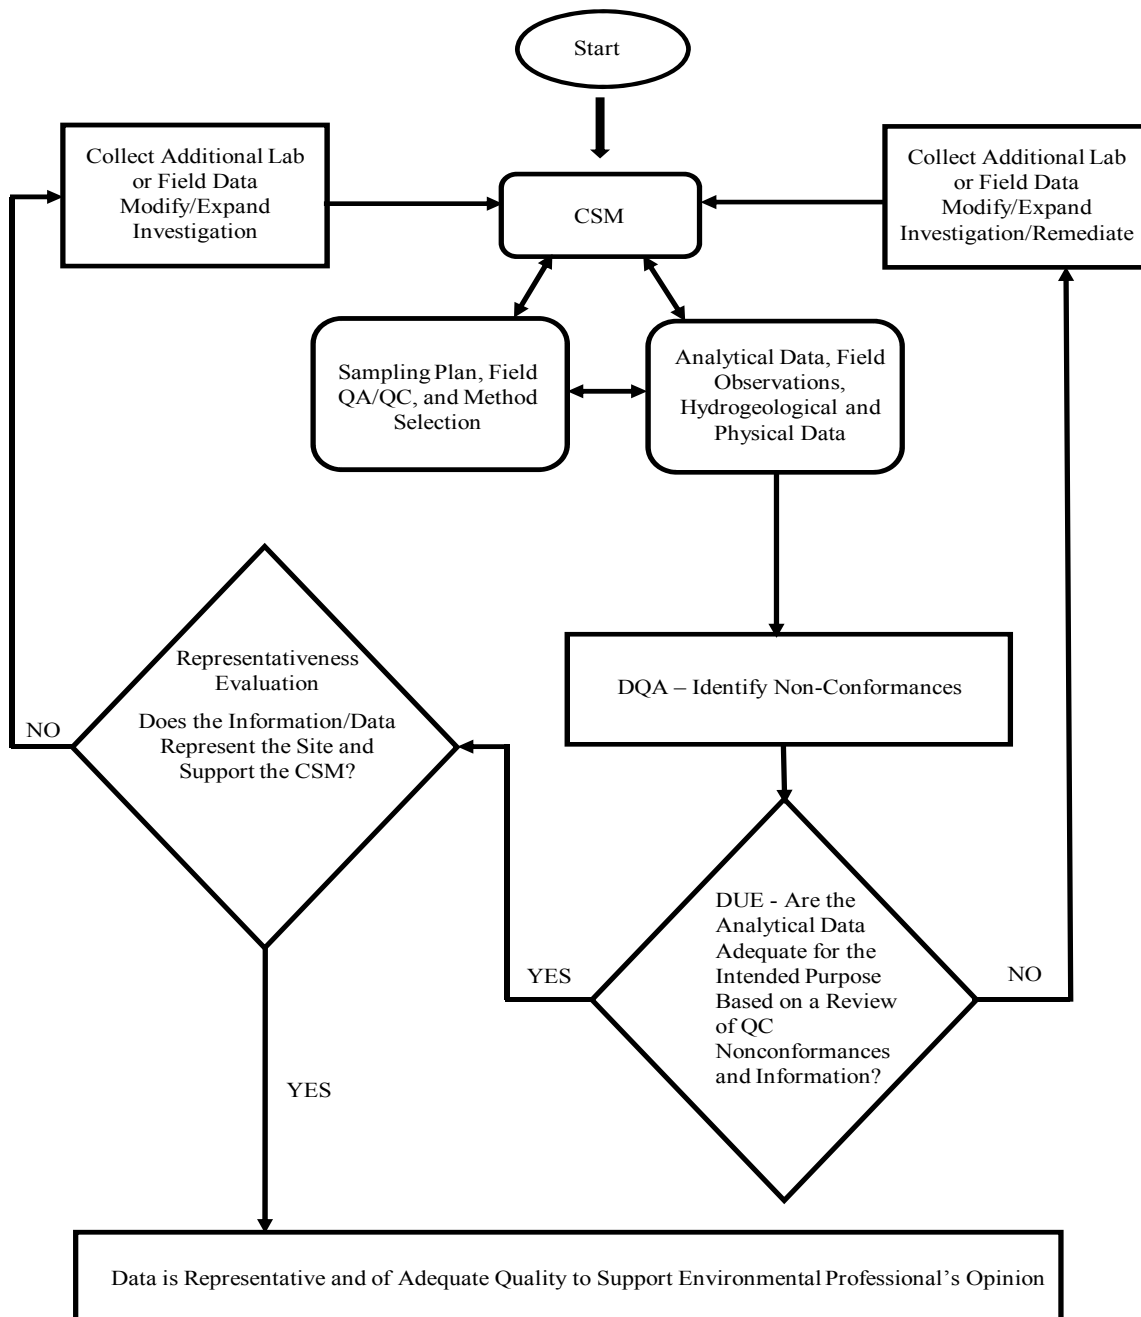 Start
Collect Additional Lab
or Field Data
Modify/Expand
Investigation
CSM
Collect Additional Lab
or Field Data
Modify/Expand
Investigation/Remediate
Sampling Plan, Field
QA/QC, and Method
Selection
Analytical Data, Field
Observations,
Hydrogeological and
Physical Data
DQA – Identify Non-Conformances
Representativeness
Evaluation
Does the Information/Data
Represent the Site and
Support the CSM?
NO
DUE - Are the
Analytical Data
Adequate for the
Intended Purpose
Based on a Review
of QC
Nonconformances
and Information?
YES
NO
YES
Data is Representative and of Adequate Quality to Support Environmental Professional’s Opinion